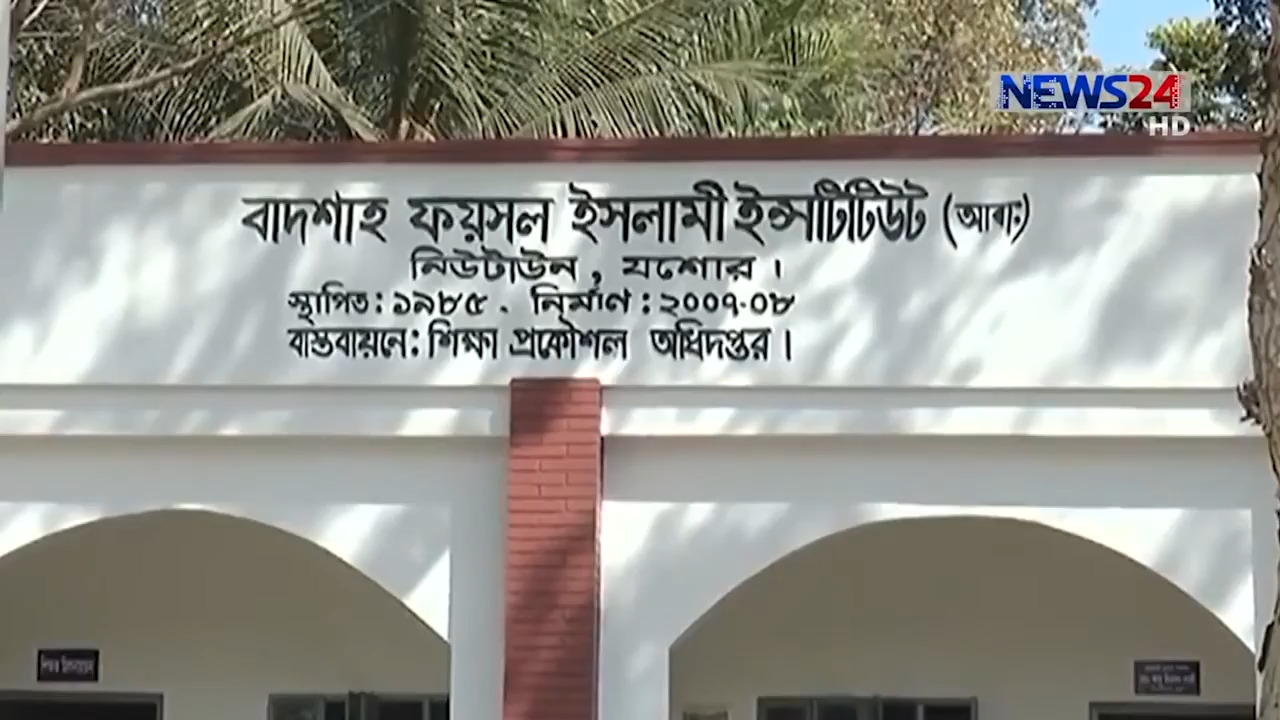 NEWS24
HD
বাদশাহ ফয়সল ইসলামী ইন্সটিটিউট (আবাঃ)
নিউটাউন, যশোর।
স্থাপিত: ১৯৮৫ . নির্মাণ: ২০০৭-০৮
বাস্তবায়নে: শিক্ষা প্রকৌশল অধিদপ্তর।